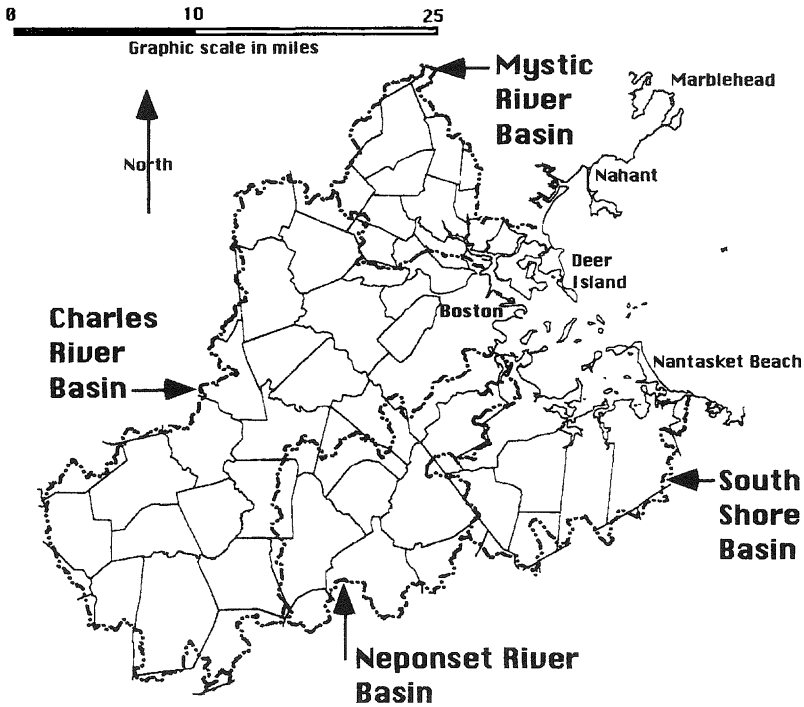 0 10 25
Graphic scale in miles
North
Mystic
River
Basin
Marblehead
Nahant
Deer
Island
Boston
Charles
River
Basin
Nantasket Beach
South
Shore
Basin
Neponset River
Basin